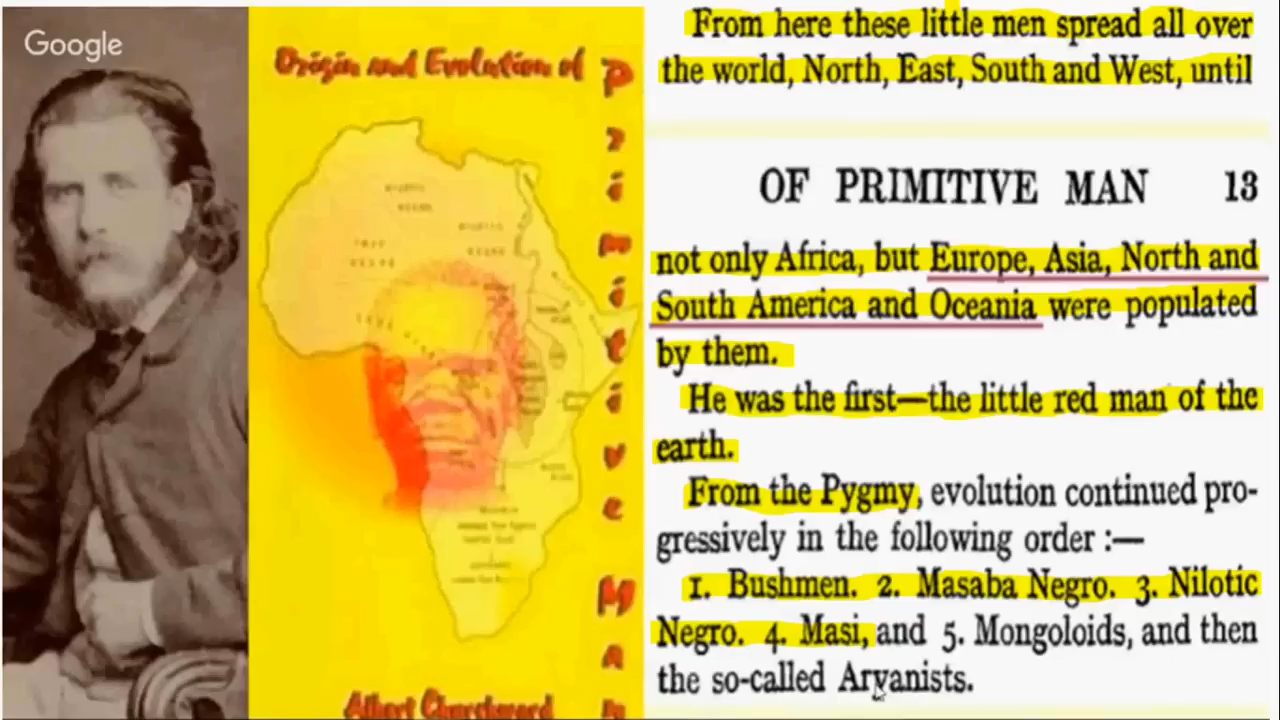 Google
Origin and Evolution of
Primitive Man
Albert Churchward
From here these little men spread all over
the world, North, East, South and West, until
OF PRIMITIVE MAN 13
not only Africa, but Europe, Asia, North and
South America and Oceania were populated
by them.
He was the first—the little red man of the
earth.
From the Pygmy, evolution continued pro-
gressively in the following order :—
1. Bushmen. 2. Masaba Negro. 3. Nilotic
Negro. 4. Masi, and 5. Mongoloids, and then
the so-called Aryanists.